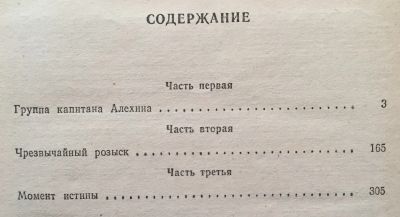 СОДЕРЖАНИЕ
Часть первая
Группа капитана Алехина . . . . . . . . . . . . . . . . 3
Часть вторая
Чрезвычайный розыск . . . . . . . . . . . . . . . . . . 165
Часть третья
Момент истины . . . . . . . . . . . . . . . . . . . . . . . 305